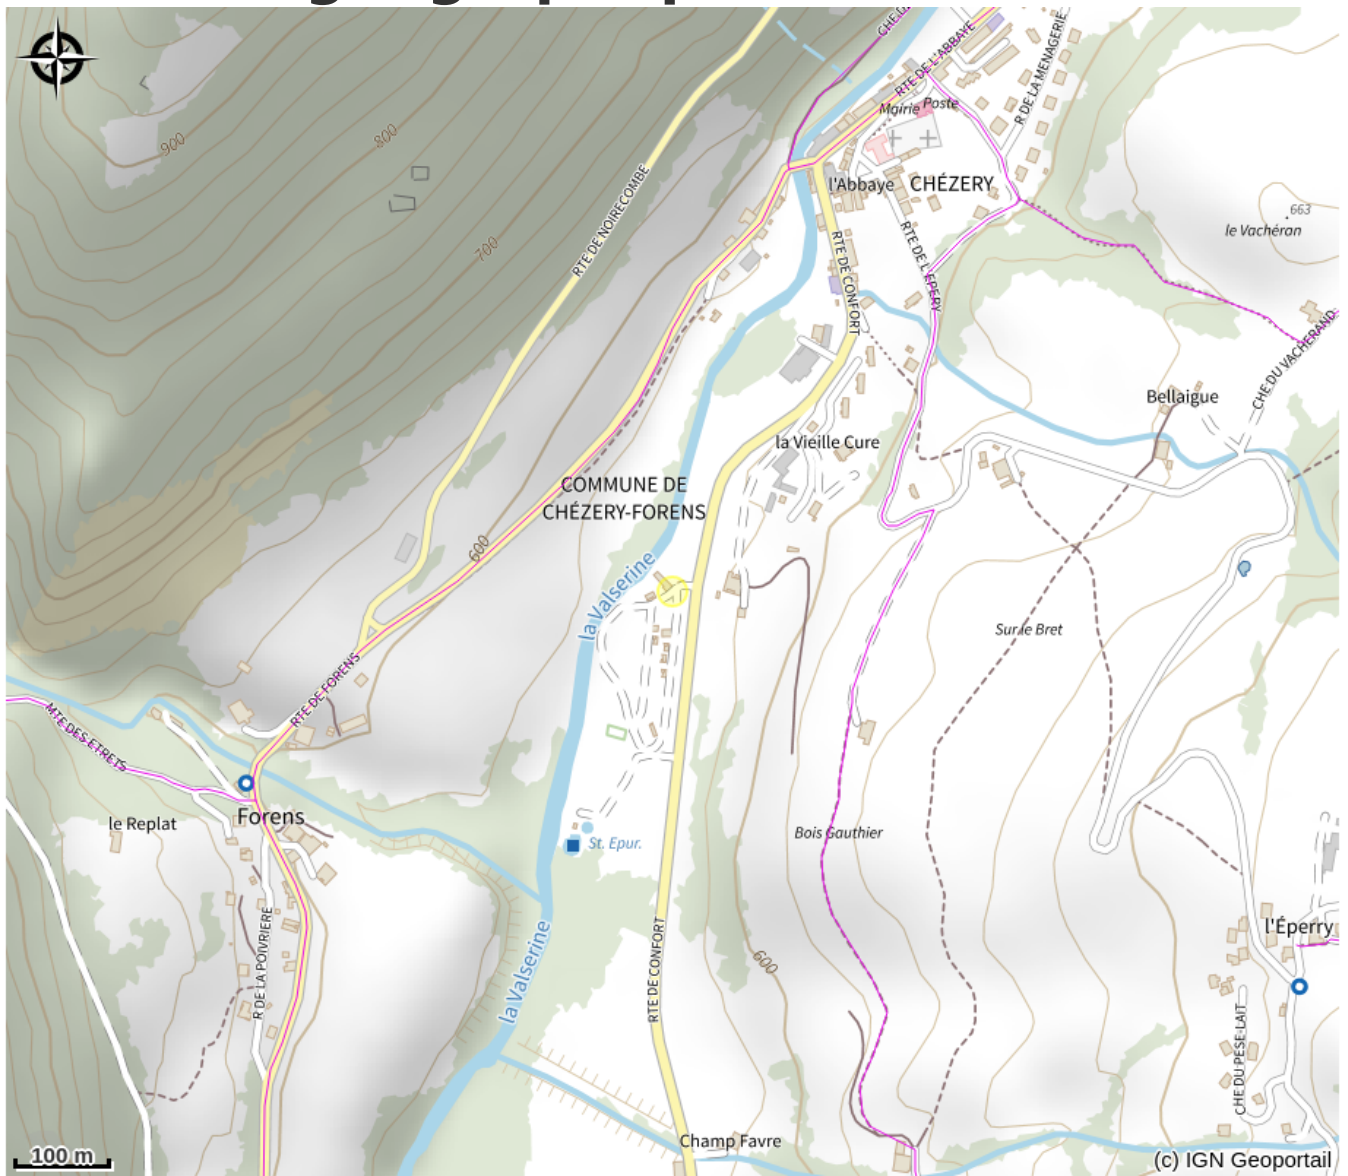 CHE D
RTE DE L'ABBAYE
R DE LA MENAGERIE
900
800
Mairie
Poste
l'Abbaye
CHÉZERY
663
le Vachéran
700
RTE DE NOIRECOMBE
RTE DE CONFORT
RTE DE L'ÉPERY
CHE DU VACHERAND
Bellaigue
la Vieille Cure
COMMUNE DE
CHÉZERY-FORENS
600
la Valserine
Sur le Bret
RTE DE FORENS
MTE DES ETRETS
le Replat
Forens
St. Epur.
Bois Gauthier
l'Éperry
R DE LA POIVRIERE
la Valserine
RTE DE CONFORT
600
CHE DU PESE-LAIT
Champ Favre
100 m
(c) IGN Geoportail